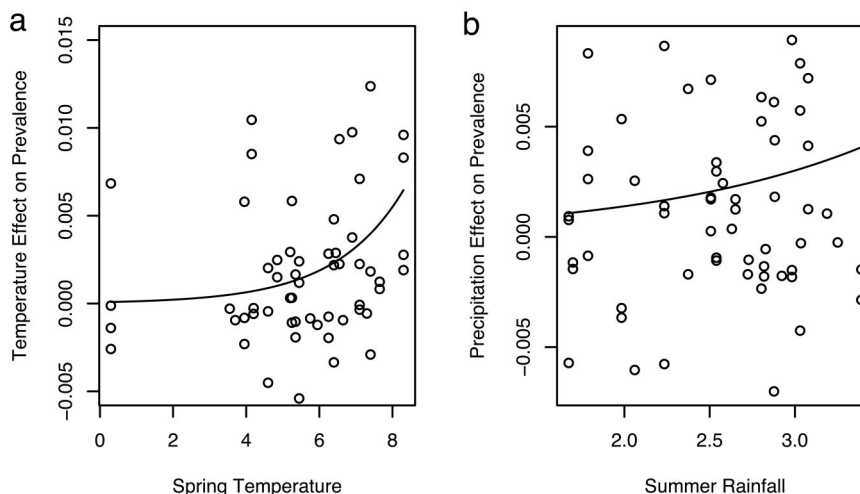 a
Temperature Effect on Prevalence
0.015
0.010
0.005
0.000
−0.005
0
2
4
6
8
Spring Temperature
b
Precipitation Effect on Prevalence
0.005
0.000
−0.005
2.0
2.5
3.0
Summer Rainfall